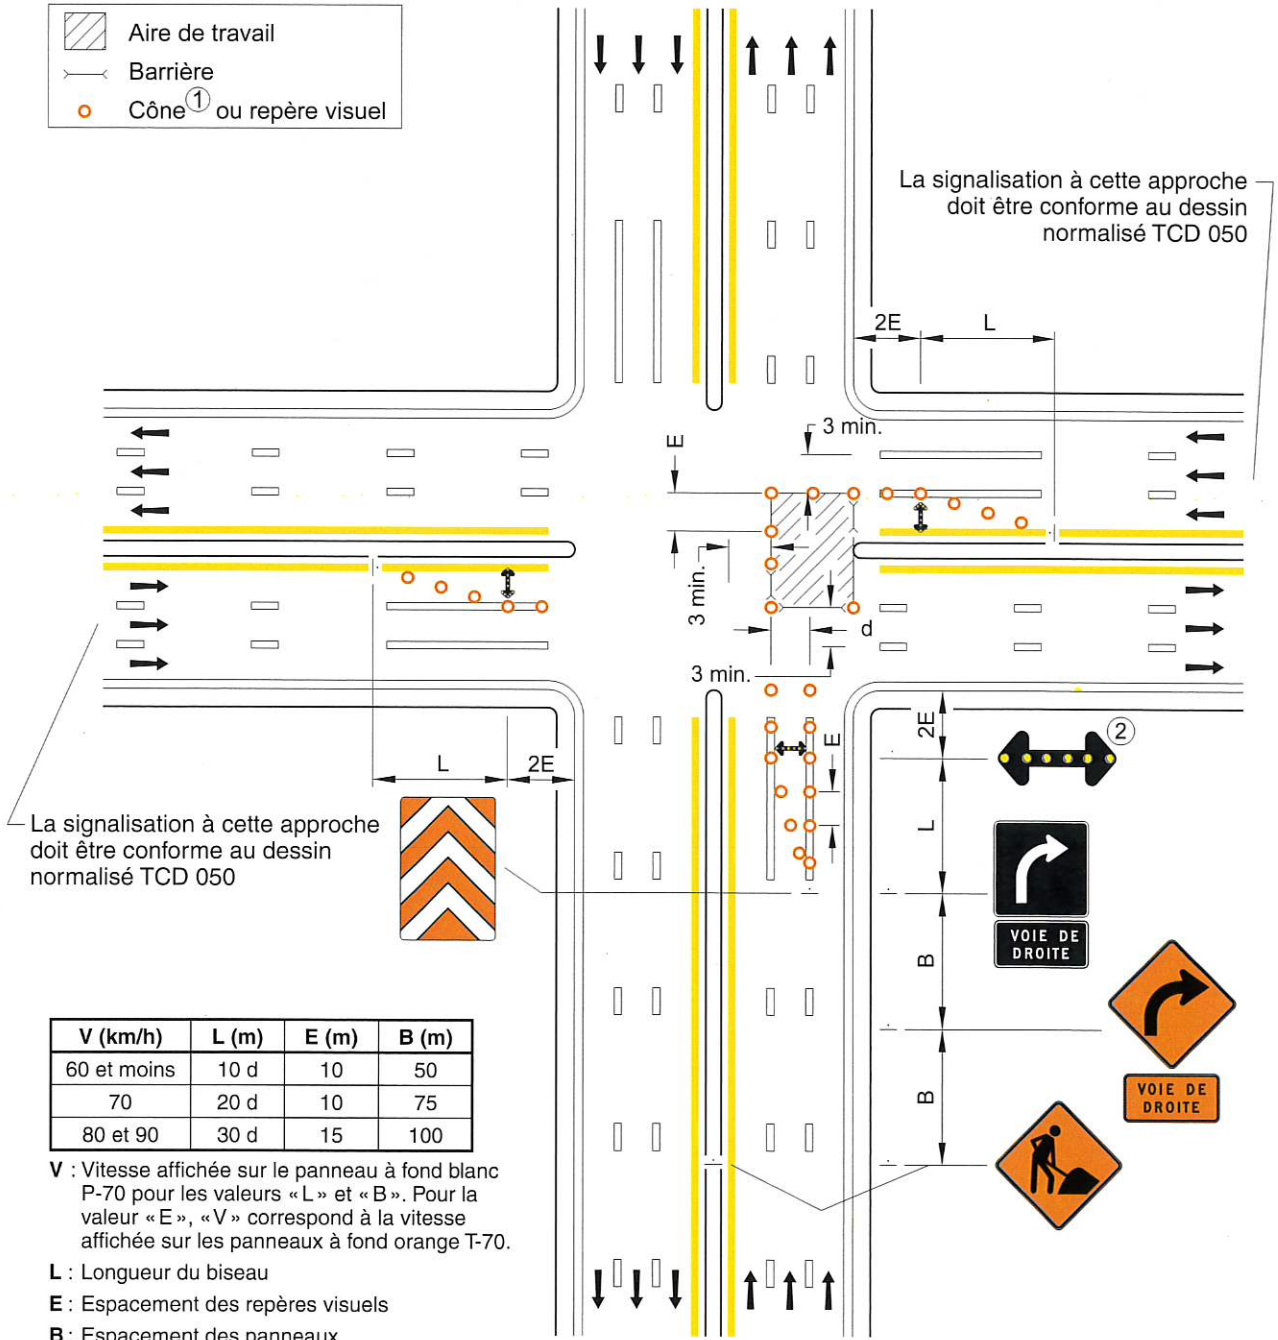 Aire de travail
Barrière
Cône ① ou repère visuel
La signalisation à cette approche
doit être conforme au dessin
normalisé TCD 050
2E
L
E
3 min.
3 min.
d
3 min.
E
L
2E
2E
②
L
B
B
La signalisation à cette approche
doit être conforme au dessin
normalisé TCD 050
VOIE DE
DROITE
VOIE DE
DROITE
V (km/h) L (m) E (m) B (m)
60 et moins 10 d 10 50
70 20 d 10 75
80 et 90 30 d 15 100
V : Vitesse affichée sur le panneau à fond blanc
P-70 pour les valeurs « L » et « B ». Pour la
valeur « E », « V » correspond à la vitesse
affichée sur les panneaux à fond orange T-70.
L : Longueur du biseau
E : Espacement des repères visuels
B : Espacement des panneaux